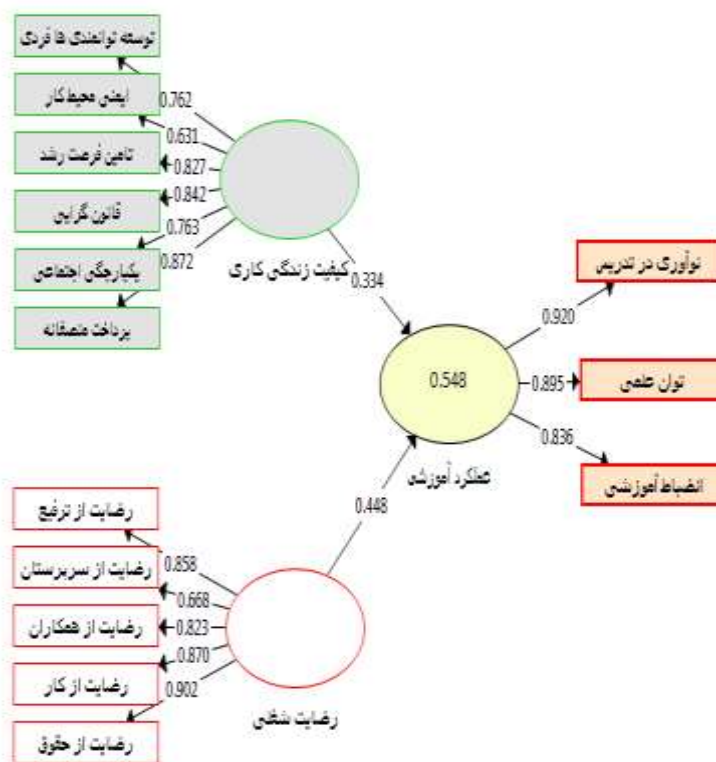 توسعه توانمندی ها فردی
ایمنی محیط کار
تامین فرصت رشد
قانون گرایی
یکپارچگی اجتماعی
پرداخت منصفانه
0.762
0.631
0.827
0.842
0.763
0.872
کیفیت زندگی کاری
0.334
0.548
عملکرد آموزشی
نوآوری در تدریس
0.920
توان علمی
0.895
0.836
انضباط آموزشی
0.448
رضایت از ترفیع
رضایت از سرپرستان
رضایت از همکاران
رضایت از کار
رضایت از حقوق
0.858
0.668
0.823
0.870
0.902
رضایت شغلی